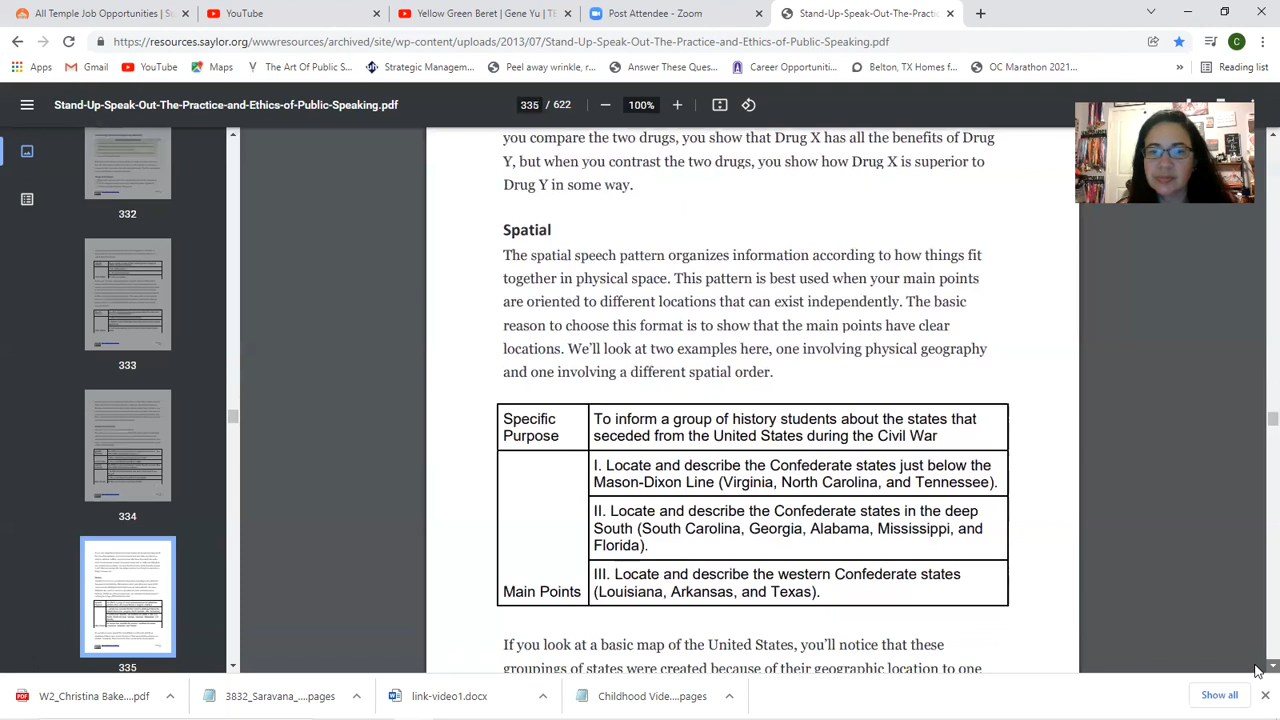 All Temple Job Opportunities | S
YouTube
Yellow Green Beret | Gene Yu | TE
Post Attendee - Zoom
Stand-Up-Speak-Out-The-Practic
https://resources.saylor.org/wwwresources/archived/site/wp-content/uploads/2013/07/Stand-Up-Speak-Out-The-Practice-and-Ethics-of-Public-Speaking.pdf
C
Apps
Gmail
YouTube
Maps
The Art Of Public S...
Strategic Managem...
Peel away wrinkle, r...
Answer These Que...
Career Opportuniti...
Belton, TX Homes f...
OC Marathon 2021...
»
Reading list
Stand-Up-Speak-Out-The-Practice-and-Ethics-of-Public-Speaking.pdf
335 / 622
100%
332
333
334
335
you compare the two drugs, you show that Drug X has all the benefits of Drug
Y, but when you contrast the two drugs, you show how Drug X is superior to
Drug Y in some way.
Spatial
The spatial speech pattern organizes information according to how things fit
together in physical space. This pattern is best used when your main points
are oriented to different locations that can exist independently. The basic
reason to choose this format is to show that the main points have clear
locations. We'll look at two examples here, one involving physical geography
and one involving a different spatial order.
Specific
Purpose
To inform a group of history students about the states that
seceded from the United States during the Civil War
I. Locate and describe the Confederate states just below the
Mason-Dixon Line (Virginia, North Carolina, and Tennessee).
II. Locate and describe the Confederate states in the deep
South (South Carolina, Georgia, Alabama, Mississippi, and
Florida).
Main Points
III. Locate and describe the western Confederate states
(Louisiana, Arkansas, and Texas).
If you look at a basic map of the United States, you'll notice that these
groupings of states were created because of their geographic location to one
W2_Christina Bake....pdf
3832_Saravana_....pages
link-video1.docx
Childhood Vide....pages
Show all